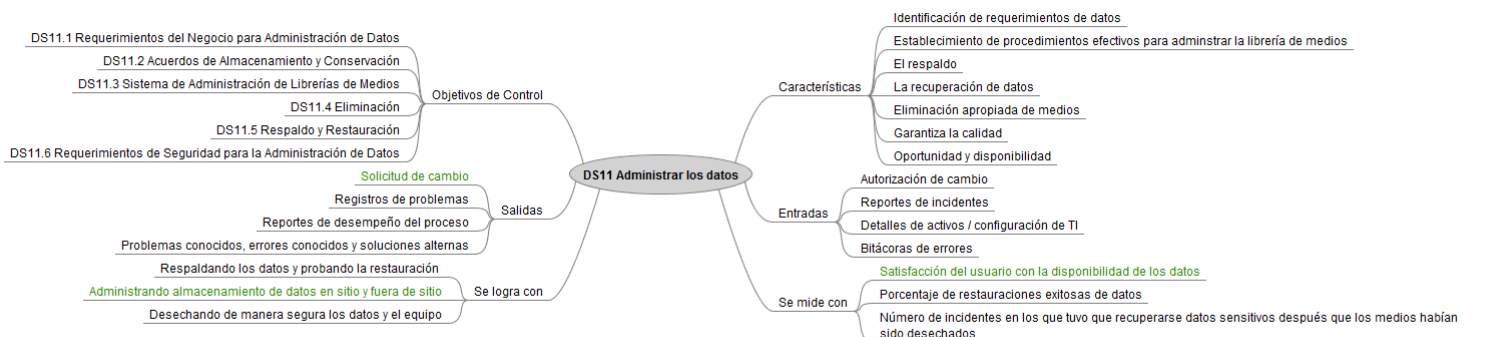 DS11.1 Requerimientos del Negocio para Administración de Datos
DS11.2 Acuerdos de Almacenamiento y Conservación
DS11.3 Sistema de Administración de Librerías de Medios
DS11.4 Eliminación
DS11.5 Respaldo y Restauración
DS11.6 Requerimientos de Seguridad para la Administración de Datos
Objetivos de Control
Solicitud de cambio
Registros de problemas
Reportes de desempeño del proceso
Problemas conocidos, errores conocidos y soluciones alternas
Salidas
Respaldando los datos y probando la restauración
Administrando almacenamiento de datos en sitio y fuera de sitio
Desechando de manera segura los datos y el equipo
Se logra con
DS11 Administrar los datos
Características
Identificación de requerimientos de datos
Establecimiento de procedimientos efectivos para adminstrar la librería de medios
El respaldo
La recuperación de datos
Eliminación apropiada de medios
Garantiza la calidad
Oportunidad y disponibilidad
Entradas
Autorización de cambio
Reportes de incidentes
Detalles de activos / configuración de TI
Bitácoras de errores
Se mide con
Satisfacción del usuario con la disponibilidad de los datos
Porcentaje de restauraciones exitosas de datos
Número de incidentes en los que tuvo que recuperarse datos sensitivos después que los medios habían
sido desechados